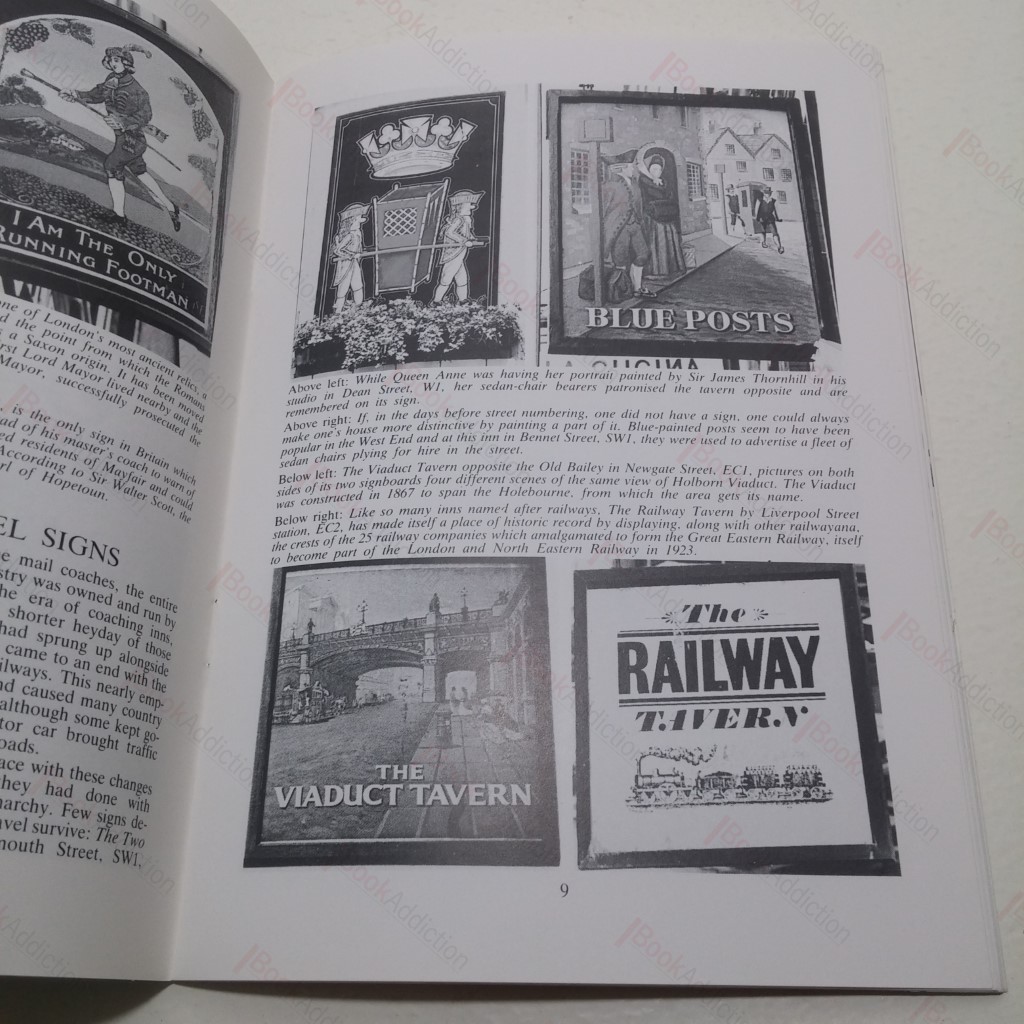 I AM THE ONLY
RUNNING FOOTMAN
one of London's most ancient relics, a
d the point from which the Romans
s a Saxon origin. It has been moved
irst Lord Mayor lived nearby and the
Mayor, successfully prosecuted the
, is the only sign in Britain which
ad of his master's coach to warn of
ed residents of Mayfair and could
According to Sir Walter Scott, the
rl of Hopetoun.
EL SIGNS
e mail coaches, the entire
stry was owned and run by
he era of coaching inns,
shorter heyday of those
had sprung up alongside
came to an end with the
ilways. This nearly emp-
nd caused many country
although some kept go-
tor car brought traffic
oads.
ace with these changes
they had done with
narchy. Few signs de-
avel survive: The Two
mouth Street, SW1,
BLUE POSTS
LA CUCINA
Above left: While Queen Anne was having her portrait painted by Sir James Thornhill in his
studio in Dean Street, W1, her sedan-chair bearers patronised the tavern opposite and are
remembered on its sign.
Above right: If, in the days before street numbering, one did not have a sign, one could always
make one's house more distinctive by painting a part of it. Blue-painted posts seem to have been
popular in the West End and at this inn in Bennet Street, SW1, they were used to advertise a fleet of
sedan chairs plying for hire in the street.
Below left: The Viaduct Tavern opposite the Old Bailey in Newgate Street, EC1, pictures on both
sides of its two signboards four different scenes of the same view of Holborn Viaduct. The Viaduct
was constructed in 1867 to span the Holebourne, from which the area gets its name.
Below right: Like so many inns named after railways, The Railway Tavern by Liverpool Street
station, EC2, has made itself a place of historic record by displaying, along with other railwayana,
the crests of the 25 railway companies which amalgamated to form the Great Eastern Railway, itself
to become part of the London and North Eastern Railway in 1923.
THE
VIADUCT TAVERN
The
RAILWAY
TAVERN
9
BookAddiction